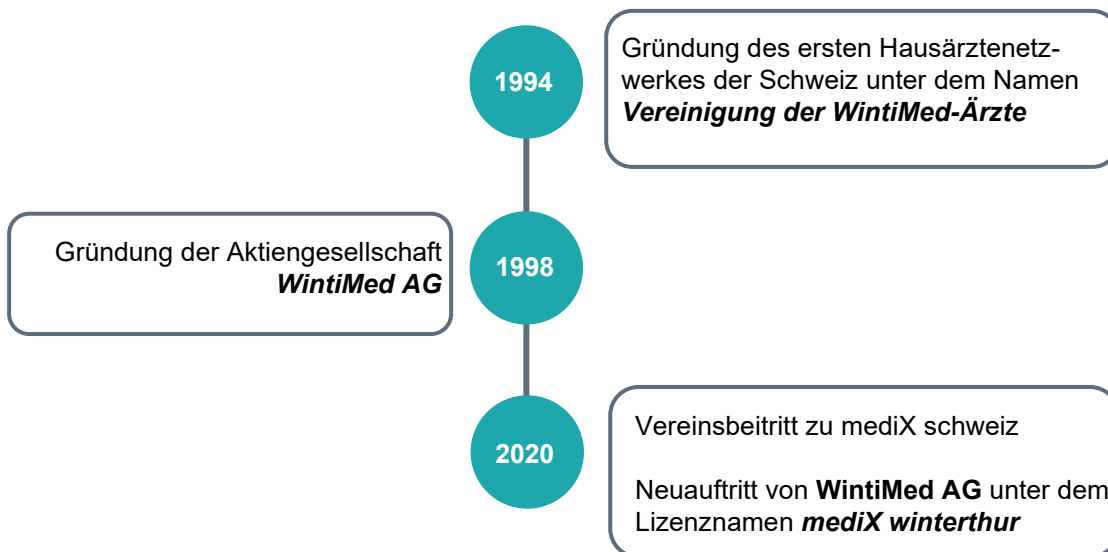 1994
Gründung des ersten Hausärztenetz-
werkes der Schweiz unter dem Namen
Vereinigung der WintiMed-Ärzte
Gründung der Aktiengesellschaft
WintiMed AG
1998
2020
Vereinsbeitritt zu mediX schweiz
Neuauftritt von WintiMed AG unter dem
Lizenznamen mediX winterthur